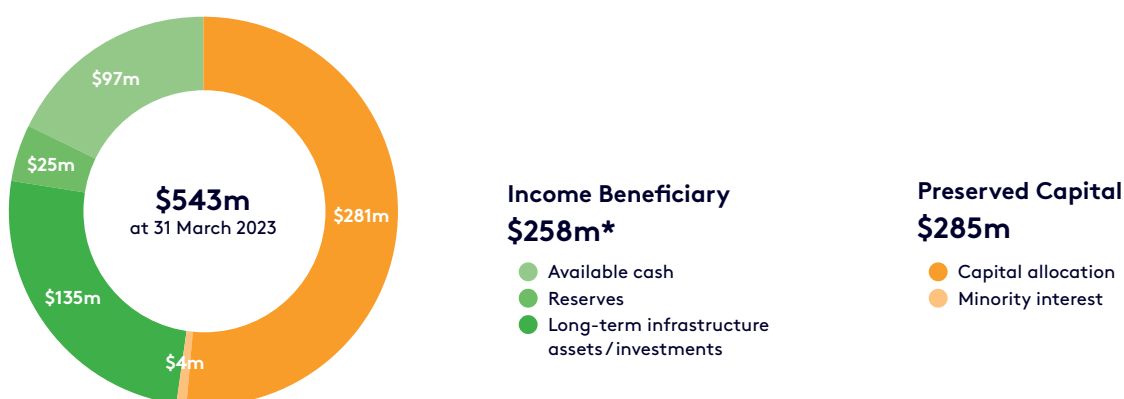 $97m
$25m
$543m
at 31 March 2023
$281m
$135m
$4m
Income Beneficiary
$258m*
Available cash
Reserves
Long-term infrastructure
assets/investments
Preserved Capital
$285m
Capital allocation
Minority interest